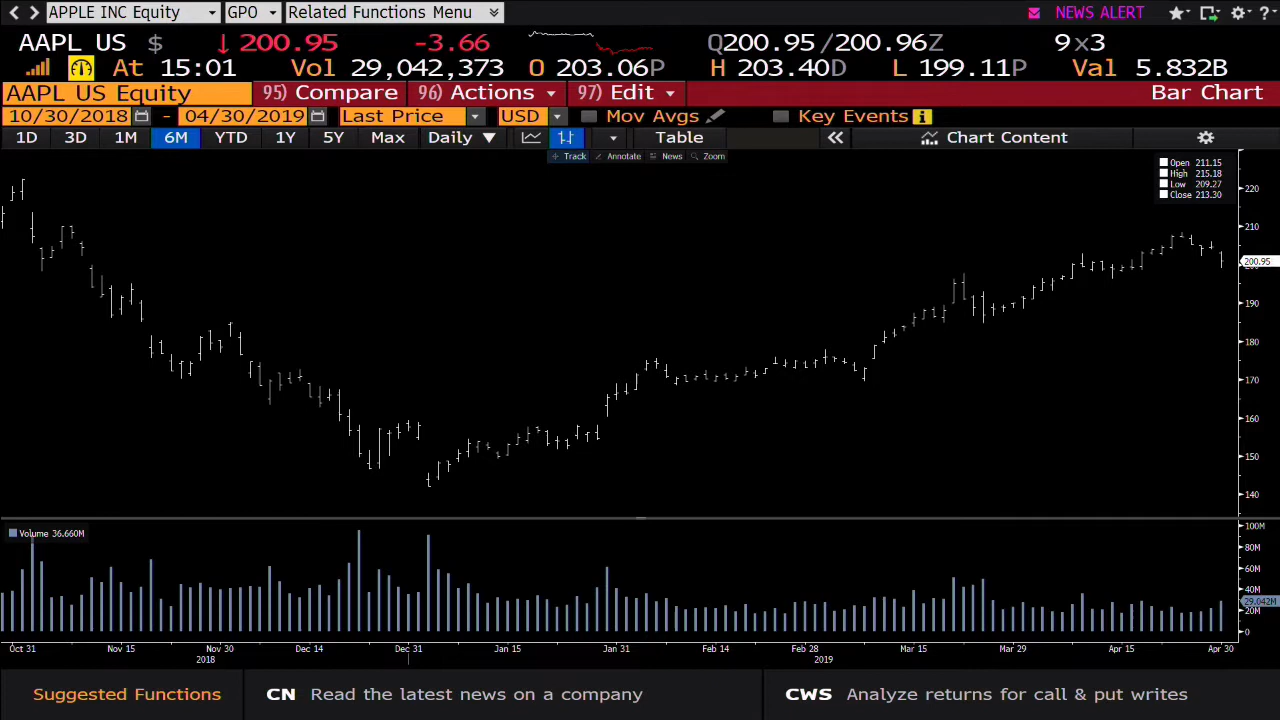 APPLE INC Equity GPO Related Functions Menu NEWS ALERT ?
AAPL US $ ↓200.95 -3.66 Q200.95/200.96Z 9x3
At 15:01 Vol 29,042,373 O 203.06P H 203.40D L 199.11P Val 5.832B
AAPL US Equity 95) Compare 96) Actions 97) Edit Bar Chart
10/30/2018 - 04/30/2019 Last Price USD Mov Avgs Key Events i
1D 3D 1M 6M YTD 1Y 5Y Max Daily ▼ Table « Chart Content
Track Annotate News Zoom
Open 211.15
High 215.18
Low 209.27
Close 213.30
220
210
200.95
190
180
170
160
150
140
Volume 36.660M
100M
80M
60M
40M
29.042M
20M
0
Oct 31 Nov 15 Nov 30 Dec 14 Dec 31 Jan 15 Jan 31 Feb 14 Feb 28 Mar 15 Mar 29 Apr 15 Apr 30
2018 2019
Suggested Functions CN Read the latest news on a company CWS Analyze returns for call & put writes